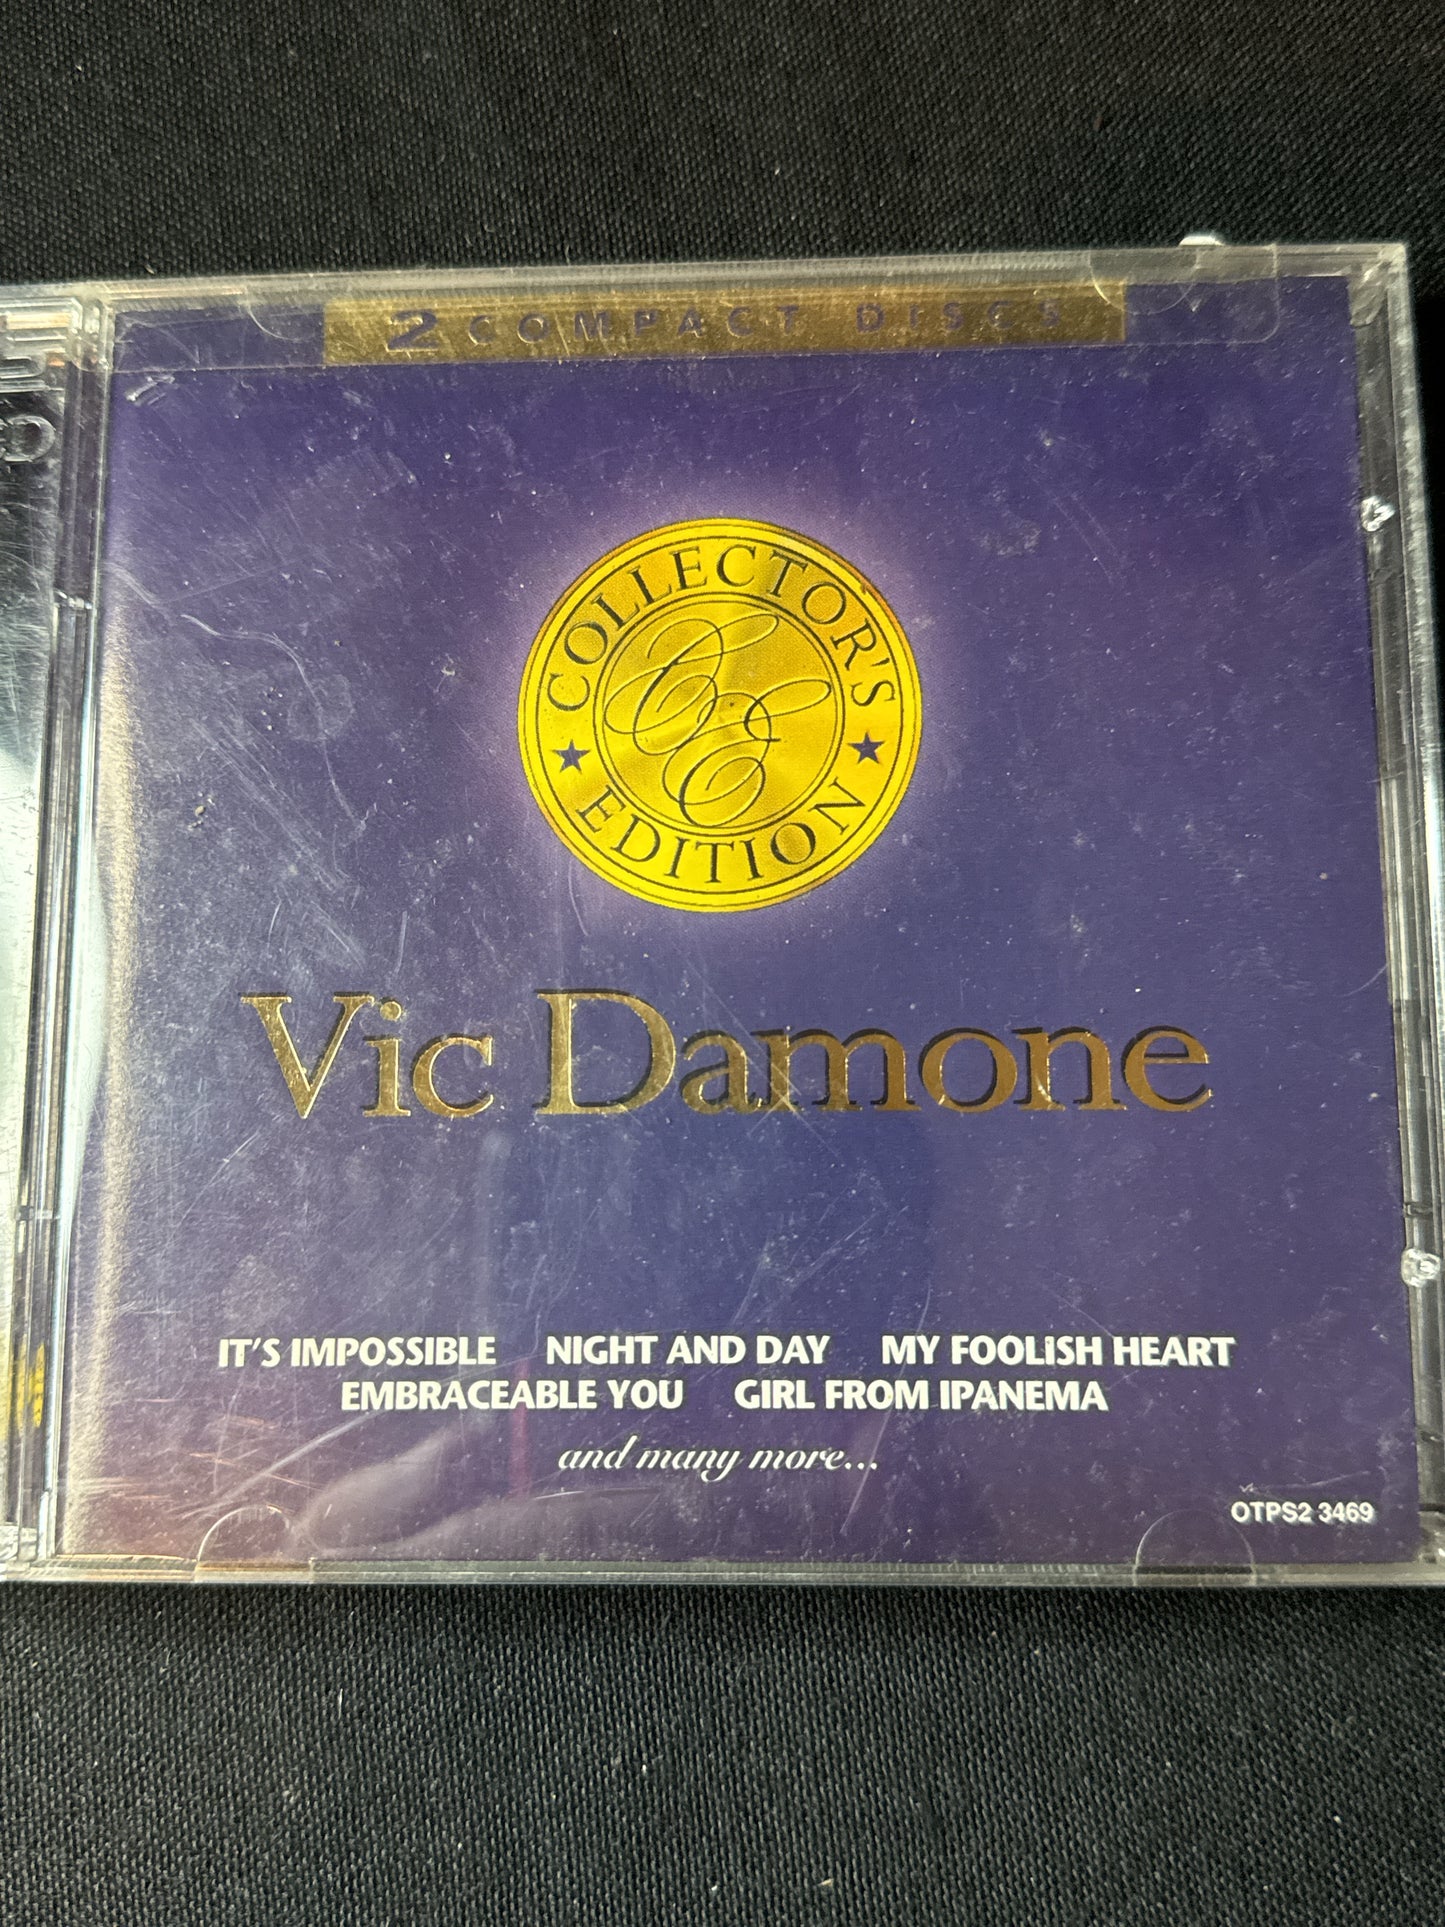 2 COMPACT DISCS
COLLECTOR'S
CE
EDITION
Vic Damone
IT'S IMPOSSIBLE NIGHT AND DAY MY FOOLISH HEART
EMBRACEABLE YOU GIRL FROM IPANEMA
and many more...
OTPS2 3469